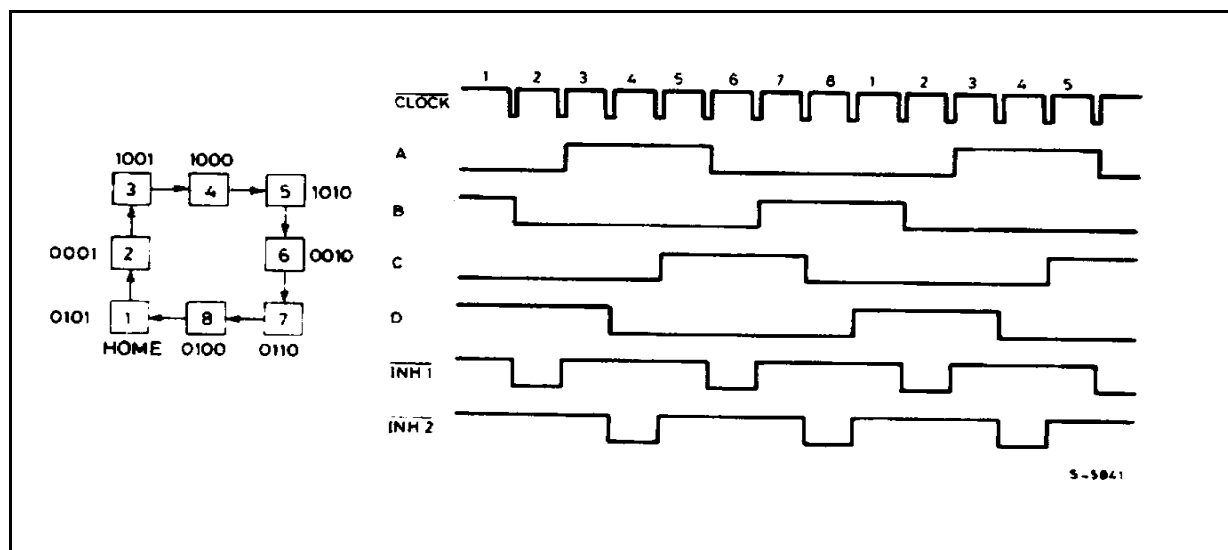 1001 1000
3 4 5 1010
0001 2 6 0010
0101 1 8 7
HOME 0100 0110
1 2 3 4 5 6 7 8 1 2 3 4 5
CLOCK
A
B
C
D
INH 1
INH 2
S-5841